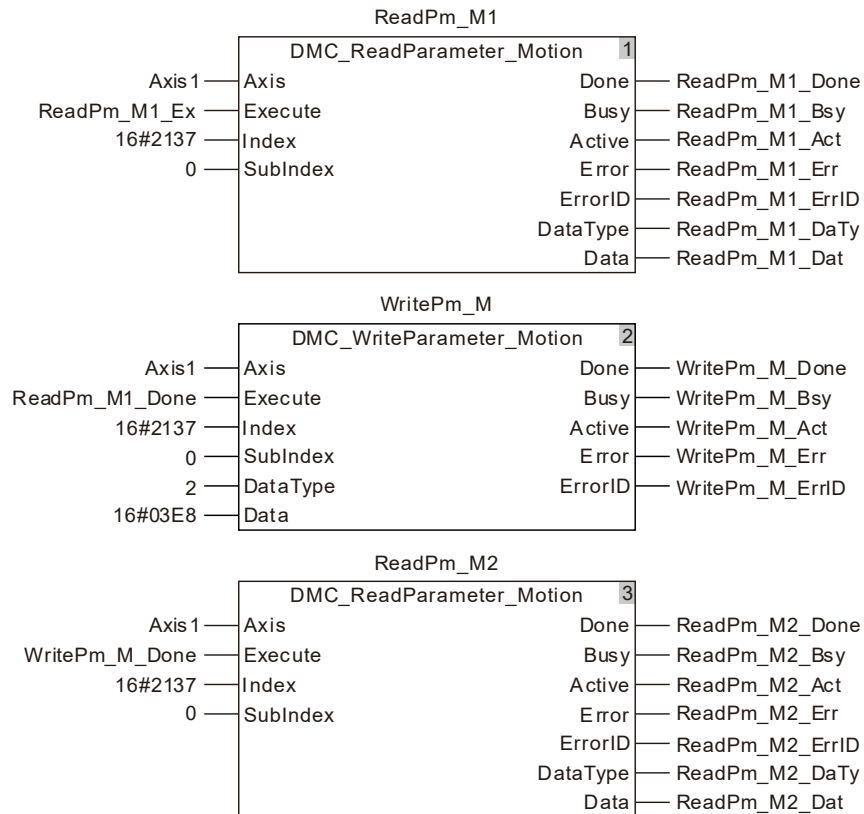 ReadPm_M1
DMC_ReadParameter_Motion 1
Axis1 Axis Done ReadPm_M1_Done
ReadPm_M1_Ex Execute Busy ReadPm_M1_Bsy
16#2137 Index Active ReadPm_M1_Act
0 SubIndex Error ReadPm_M1_Err
ErrorID ReadPm_M1_ErrID
DataType ReadPm_M1_DaTy
Data ReadPm_M1_Dat
WritePm_M
DMC_WriteParameter_Motion 2
Axis1 Axis Done WritePm_M_Done
ReadPm_M1_Done Execute Busy WritePm_M_Bsy
16#2137 Index Active WritePm_M_Act
0 SubIndex Error WritePm_M_Err
2 DataType ErrorID WritePm_M_ErrID
16#03E8 Data
ReadPm_M2
DMC_ReadParameter_Motion 3
Axis1 Axis Done ReadPm_M2_Done
WritePm_M_Done Execute Busy ReadPm_M2_Bsy
16#2137 Index Active ReadPm_M2_Act
0 SubIndex Error ReadPm_M2_Err
ErrorID ReadPm_M2_ErrID
DataType ReadPm_M2_DaTy
Data ReadPm_M2_Dat